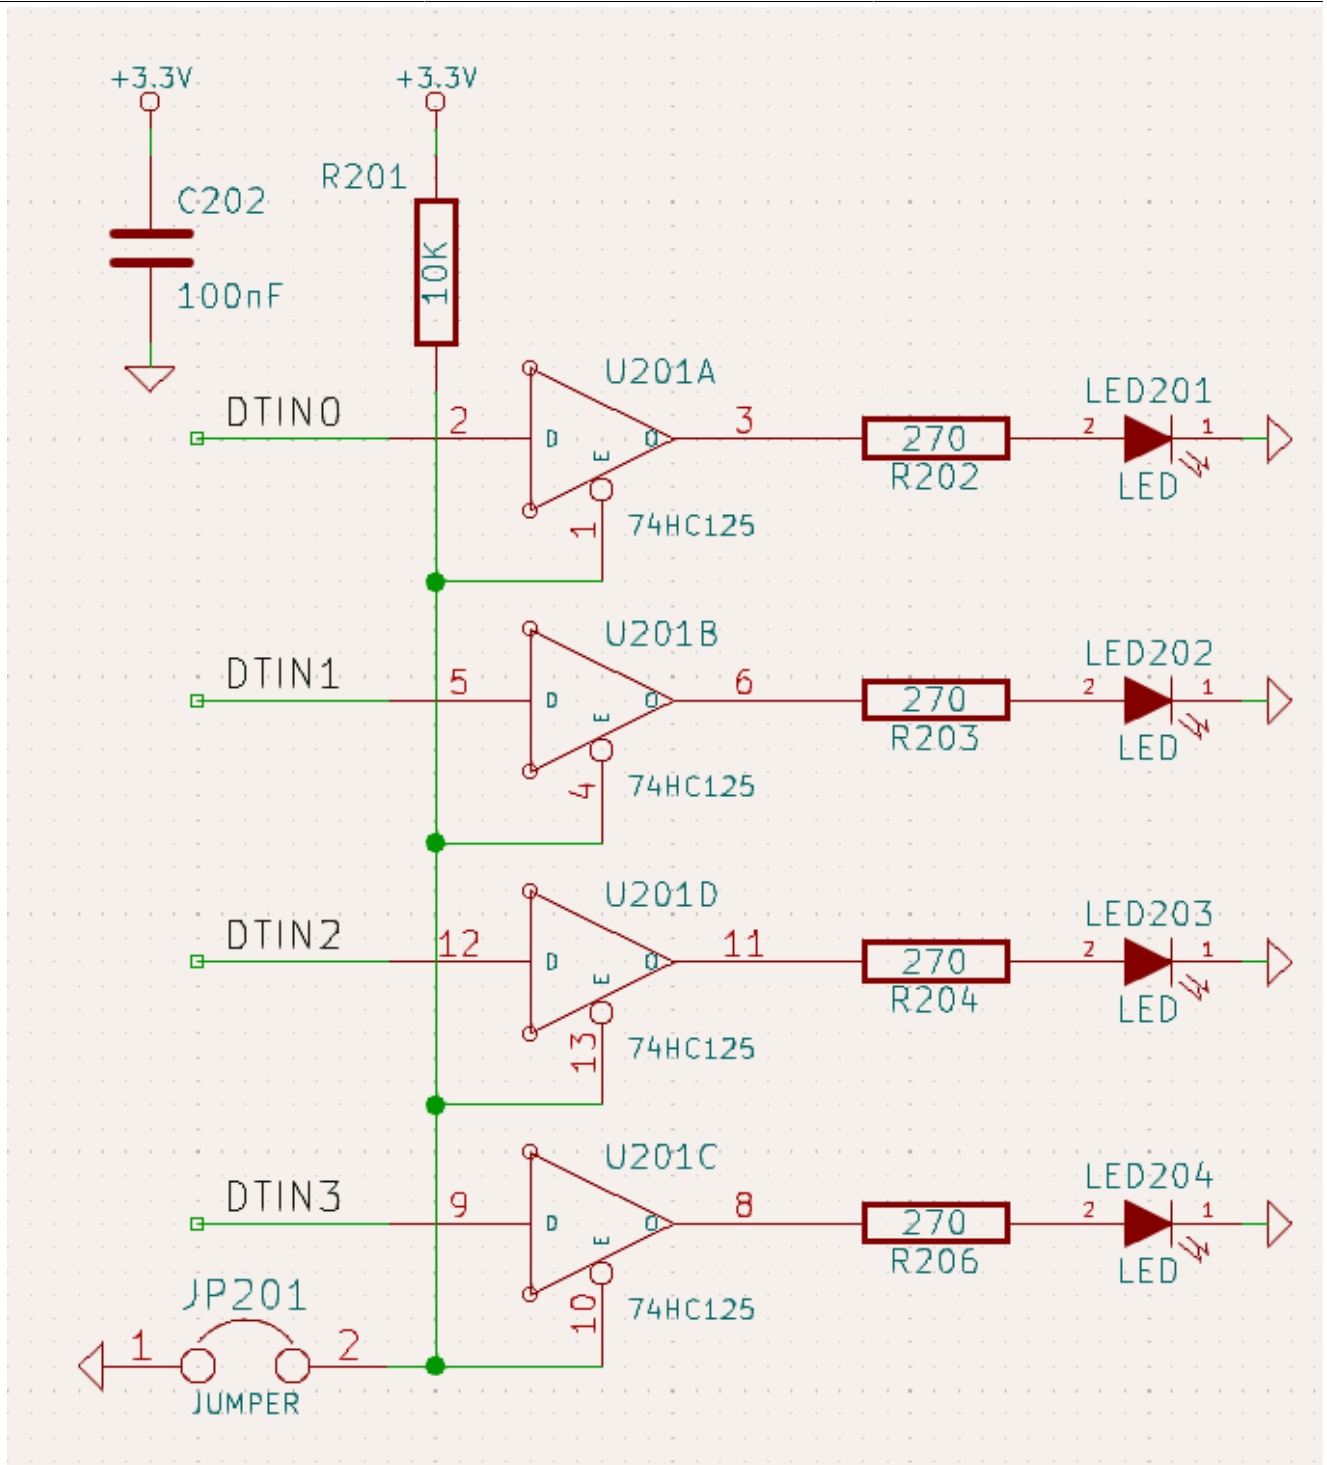 +3.3V
+3.3V
R201
C202
10K
100nF
U201A
LED201
DTIN0
2
D
O
3
270
2
1
E
R202
LED
1
74HC125
U201B
LED202
DTIN1
5
D
O
6
270
2
1
E
R203
LED
4
74HC125
U201D
LED203
DTIN2
12
D
O
11
270
2
1
E
R204
LED
13
74HC125
U201C
LED204
DTIN3
9
D
O
8
270
2
1
E
R206
LED
10
74HC125
JP201
1
2
JUMPER